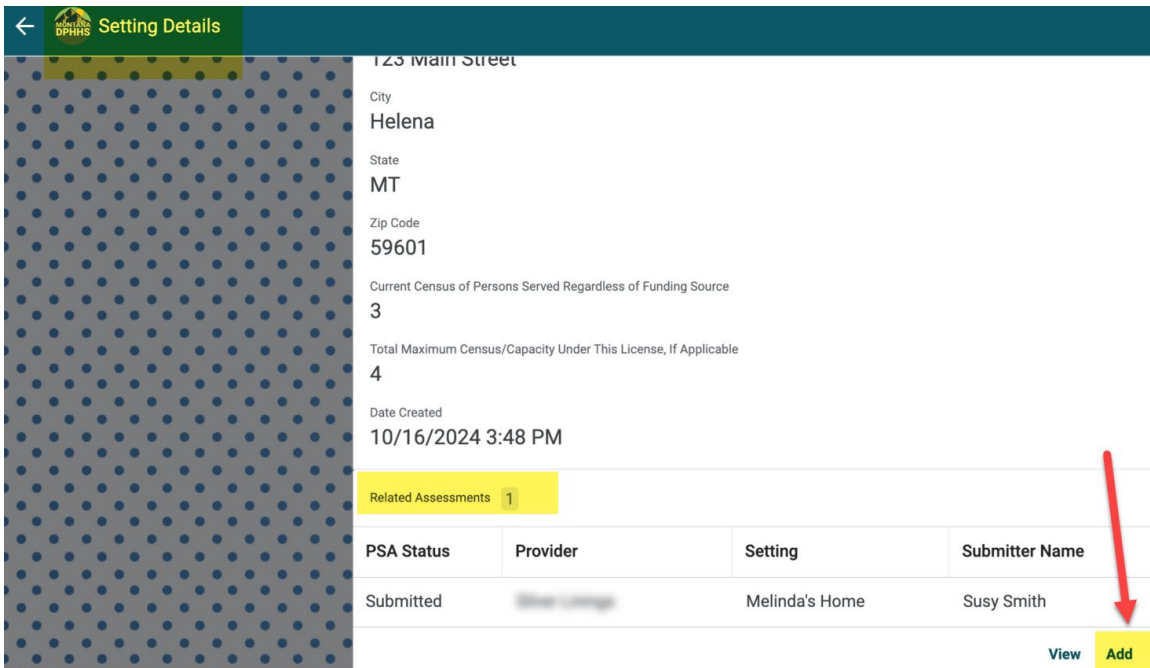 MONTANA
DPHHS
Setting Details
123 Main Street
City
Helena
State
MT
Zip Code
59601
Current Census of Persons Served Regardless of Funding Source
3
Total Maximum Census/Capacity Under This License, If Applicable
4
Date Created
10/16/2024 3:48 PM
Related Assessments 1
PSA Status Provider Setting Submitter Name
Submitted Melinda's Home Susy Smith
View Add